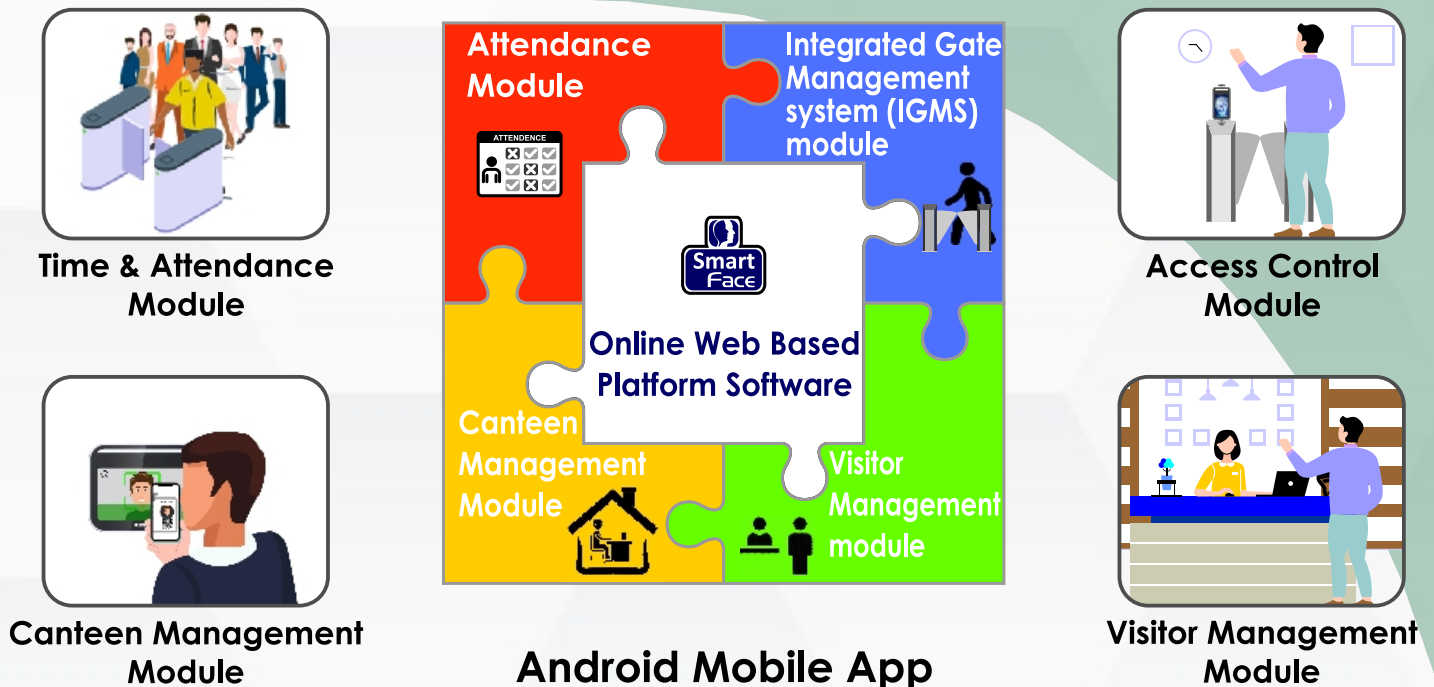 Attendance
Module
ATTENDENCE
Integrated Gate
Management
system (IGMS)
module
Time & Attendance
Module
Smart
Face
Online Web Based
Platform Software
Access Control
Module
Canteen
Management
Module
Visitor
Management
module
Canteen Management
Module
Android Mobile App
Visitor Management
Module